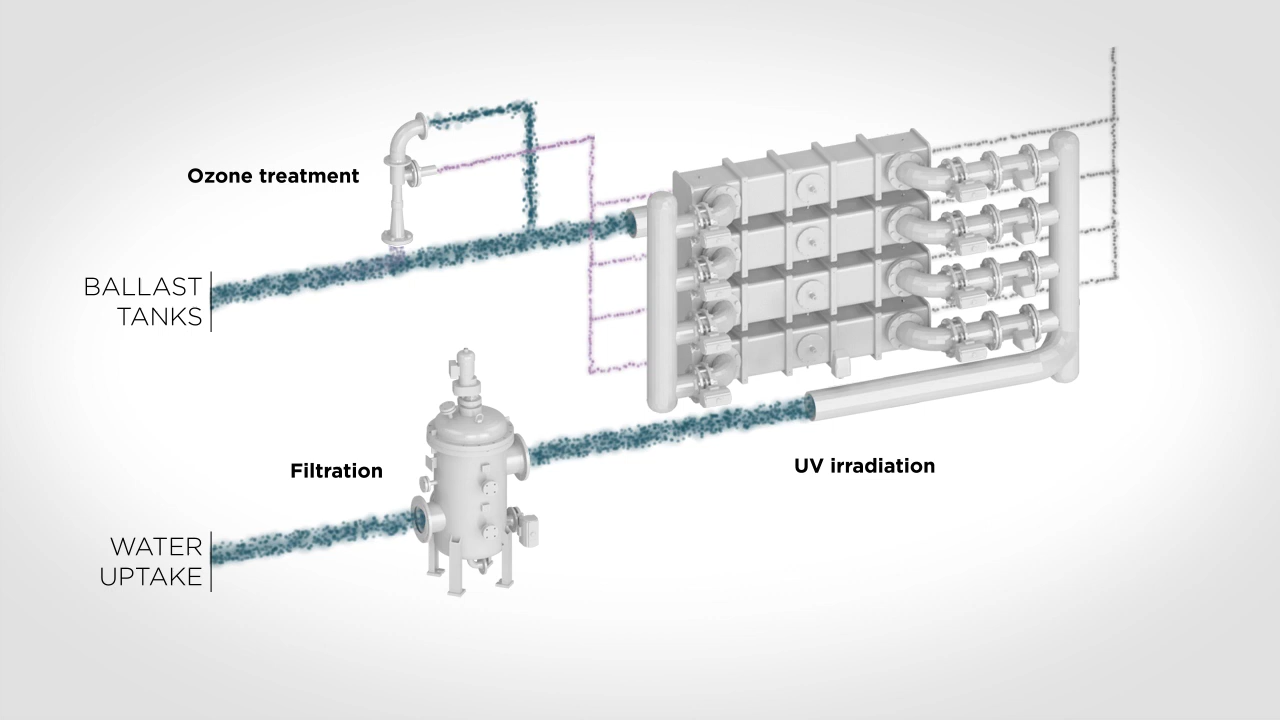 Ozone treatment
BALLAST
TANKS
Filtration
UV irradiation
WATER
UPTAKE